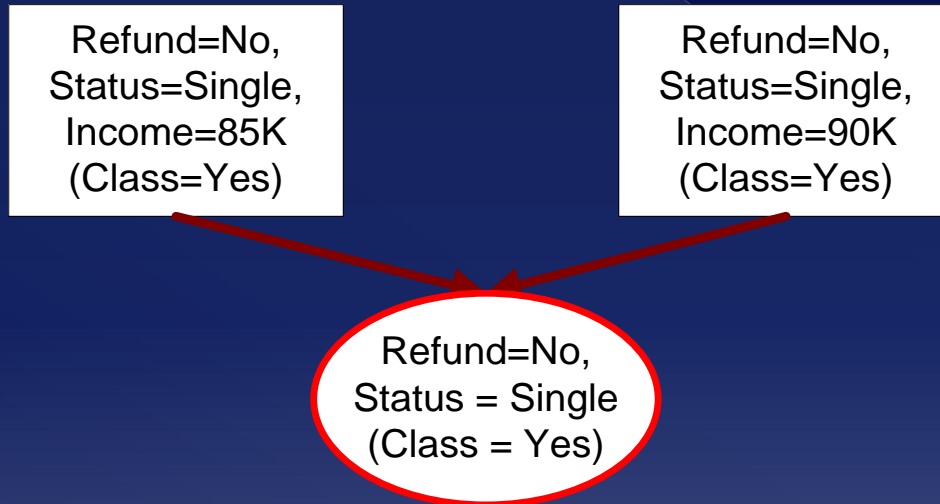 Refund=No,
Status=Single,
Income=85K
(Class=Yes)
Refund=No,
Status=Single,
Income=90K
(Class=Yes)
Refund=No,
Status = Single
(Class = Yes)